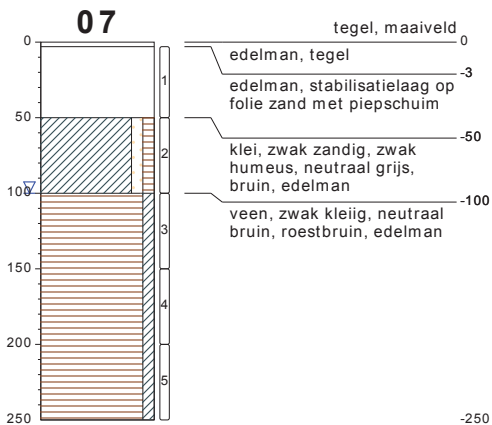 07
tegel, maaiveld
0
0
edelman, tegel
-3
edelman, stabilisatielaag op
folie zand met piepschuim
1
50
-50
klei, zwak zandig, zwak
humeus, neutraal grijs,
bruin, edelman
2
100
-100
veen, zwak kleiig, neutraal
bruin, roestbruin, edelman
3
150
4
200
5
250
-250